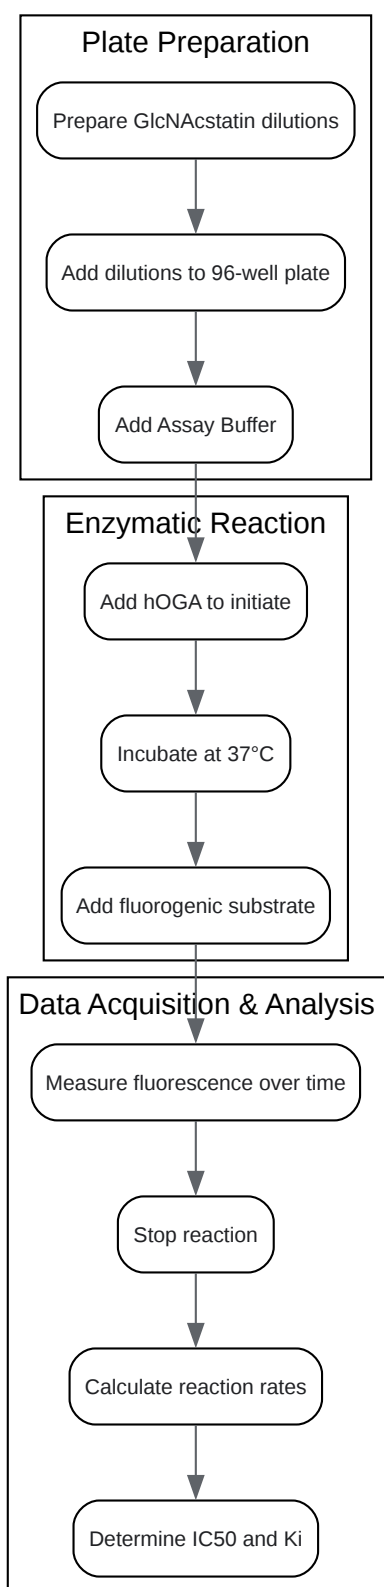 Plate Preparation
Prepare GlcNAcstatin dilutions
Add dilutions to 96-well plate
Add Assay Buffer
Enzymatic Reaction
Add hOGA to initiate
Incubate at 37°C
Add fluorogenic substrate
Data Acquisition & Analysis
Measure fluorescence over time
Stop reaction
Calculate reaction rates
Determine IC50 and Ki